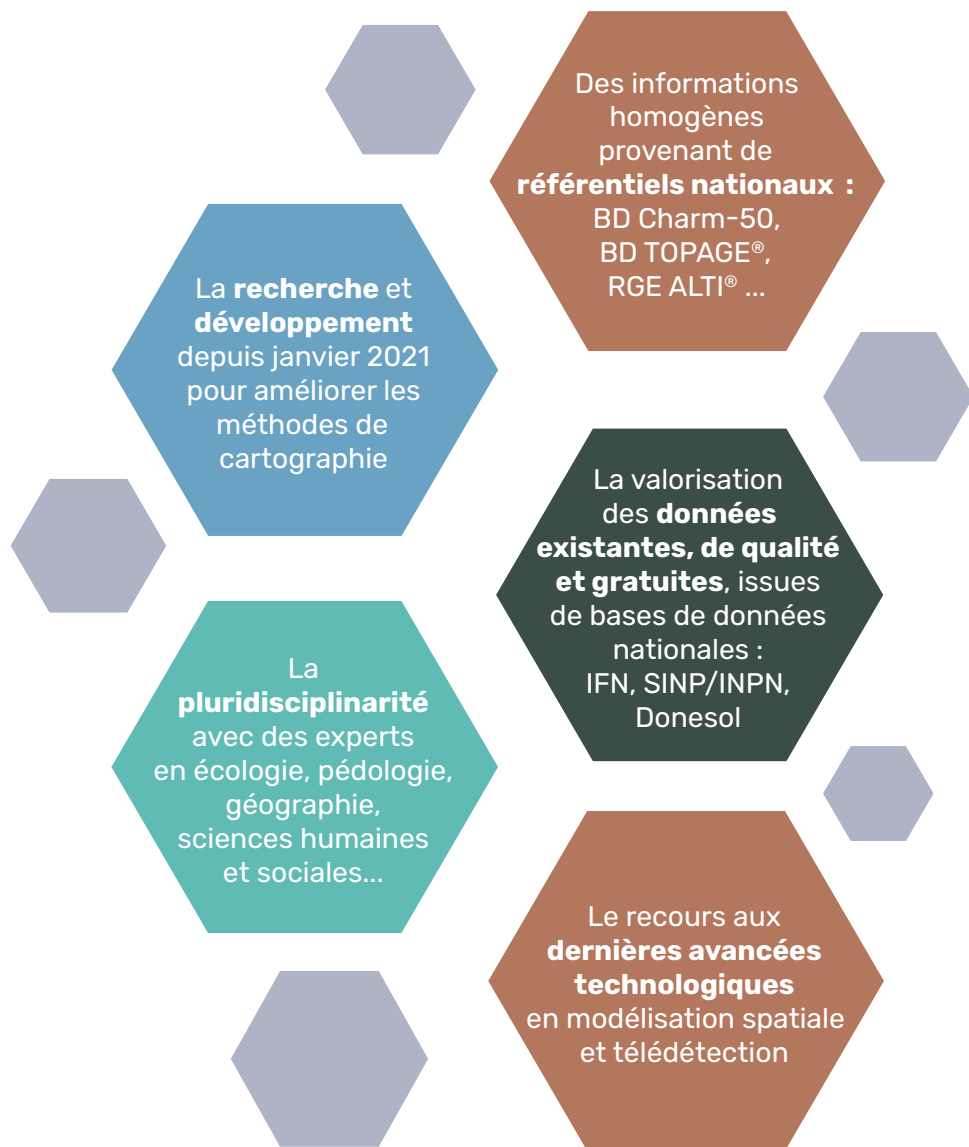 Des informations
homogènes
provenant de
référentiels nationaux :
BD Charm-50,
BD TOPAGE®,
RGE ALTI® ...
La recherche et
développement
depuis janvier 2021
pour améliorer les
méthodes de
cartographie
La valorisation
des données
existantes, de qualité
et gratuites, issues
de bases de données
nationales :
IFN, SINP/INPN,
Donesol
La
pluridisciplinarité
avec des experts
en écologie, pédologie,
géographie,
sciences humaines
et sociales...
Le recours aux
dernières avancées
technologiques
en modélisation spatiale
et télédétection